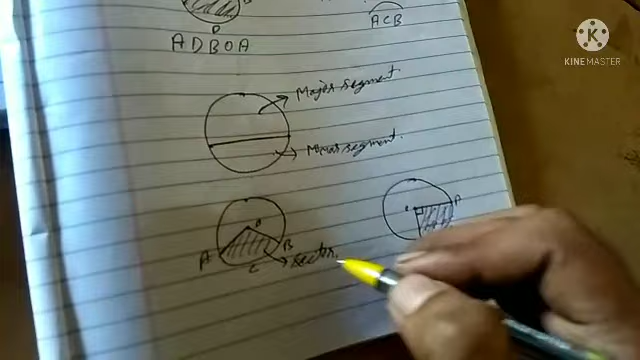 D
ADBOA
ACB
KINEMASTER
Major segment
Minor segment.
O
A
B
C
sector.
A